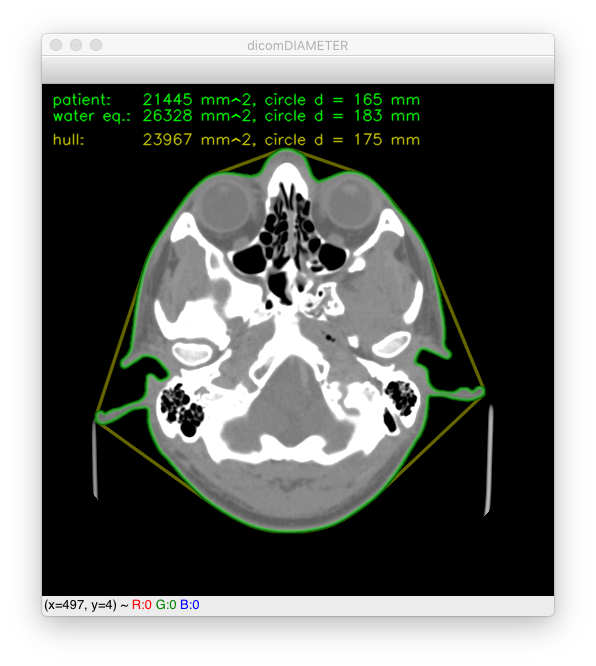 dicomDIAMETER
patient: 21445 mm^2, circle d = 165 mm
water eq.: 26328 mm^2, circle d = 183 mm
hull: 23967 mm^2, circle d = 175 mm
(x=497, y=4) ~ R:0 G:0 B:0